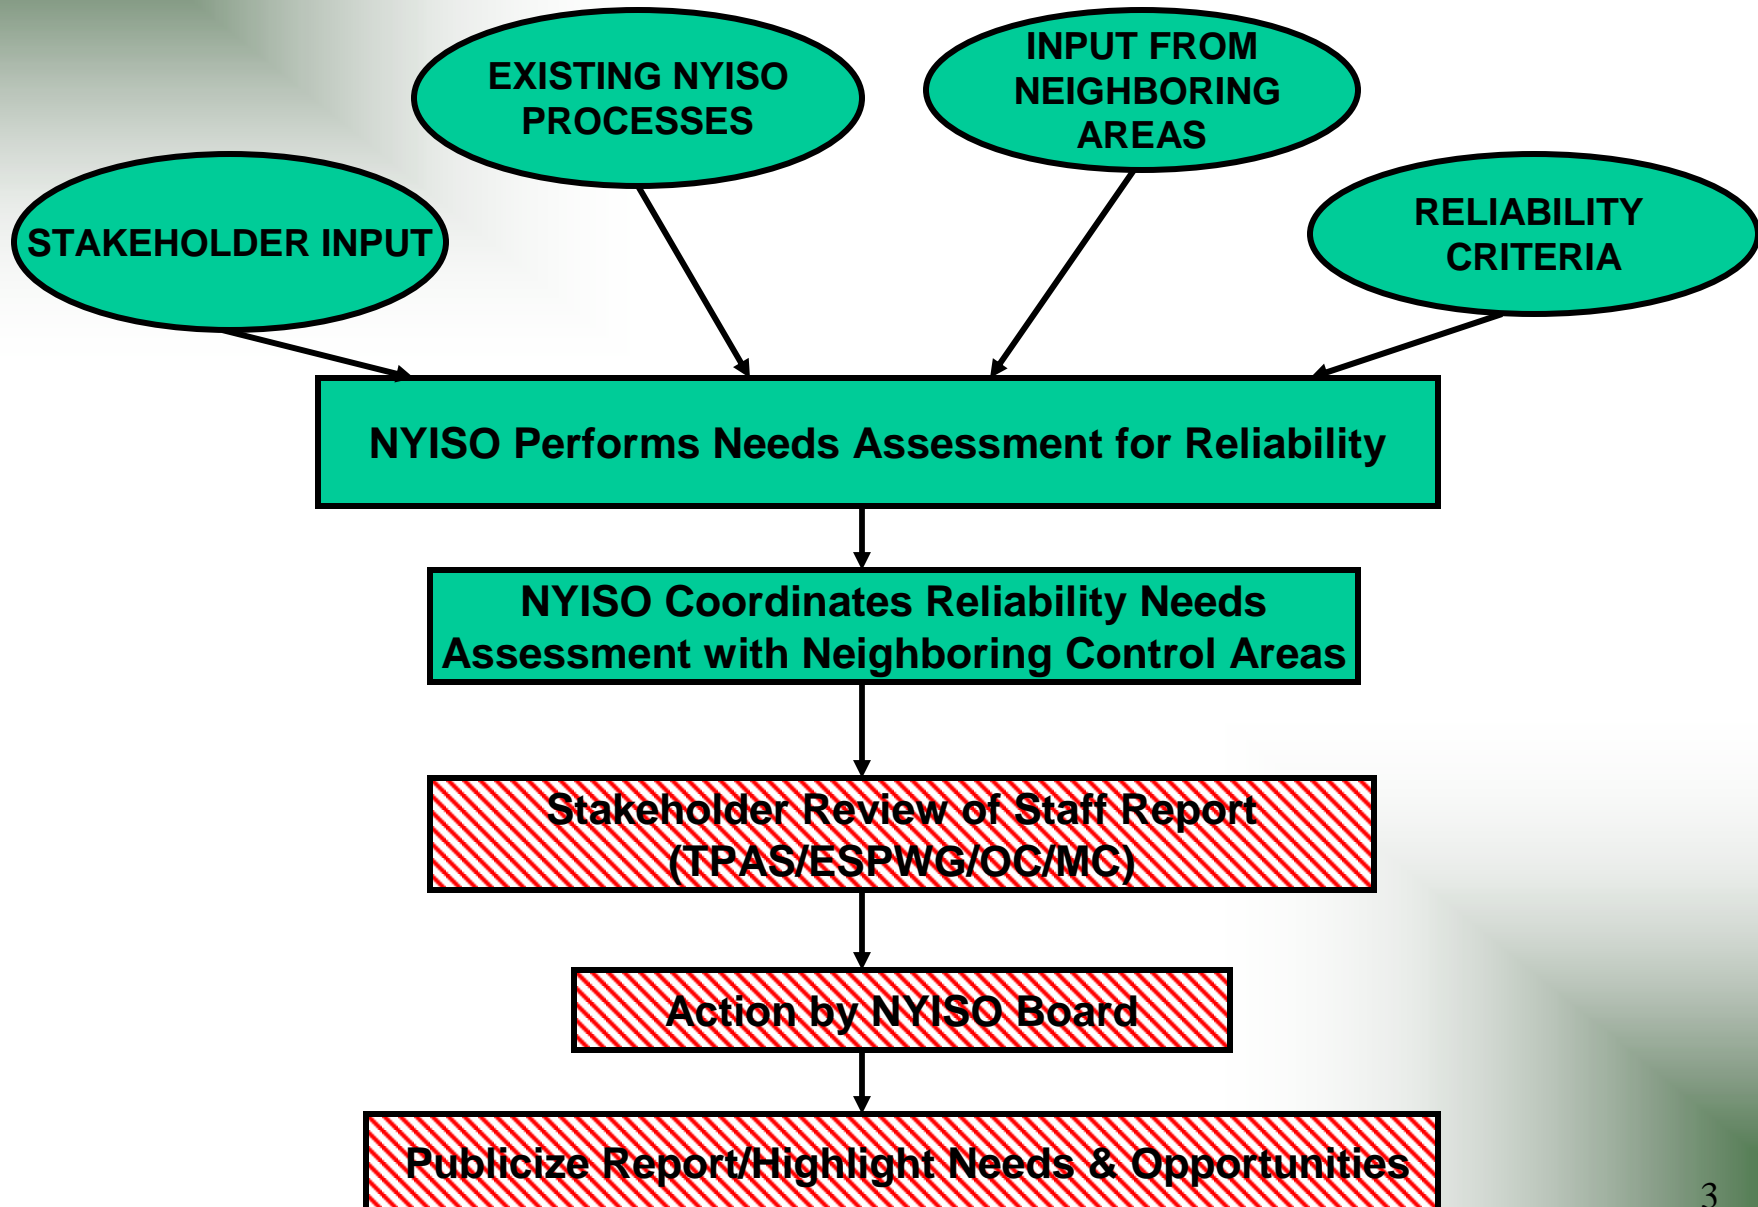 EXISTING NYISO
PROCESSES
INPUT FROM
NEIGHBORING
AREAS
STAKEHOLDER INPUT
RELIABILITY
CRITERIA
NYISO Performs Needs Assessment for Reliability
NYISO Coordinates Reliability Needs
Assessment with Neighboring Control Areas
Stakeholder Review of Staff Report
(TPAS/ESPWG/OC/MC)
Action by NYISO Board
Publicize Report/Highlight Needs & Opportunities
3